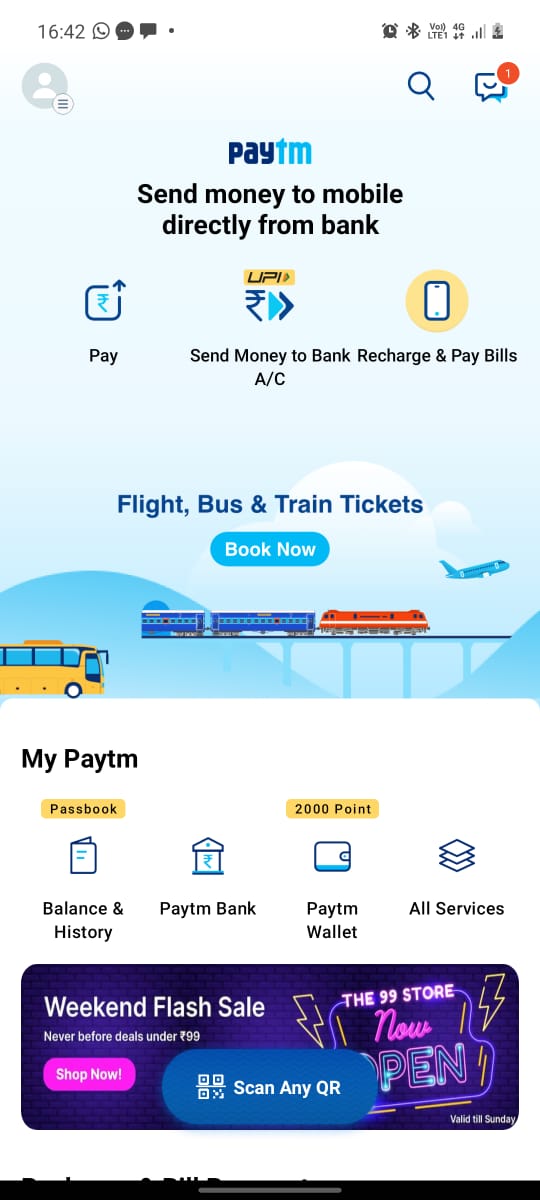 16:42
Vo)) 4G
LTE1
1
paytm
Send money to mobile
directly from bank
UPI
Pay
Send Money to Bank
A/C
Recharge & Pay Bills
Flight, Bus & Train Tickets
Book Now
My Paytm
Passbook
2000 Point
Balance &
History
Paytm Bank
Paytm
Wallet
All Services
Weekend Flash Sale
Never before deals under ₹99
Shop Now!
THE 99 STORE
Now
OPEN
Scan Any QR
Valid till Sunday